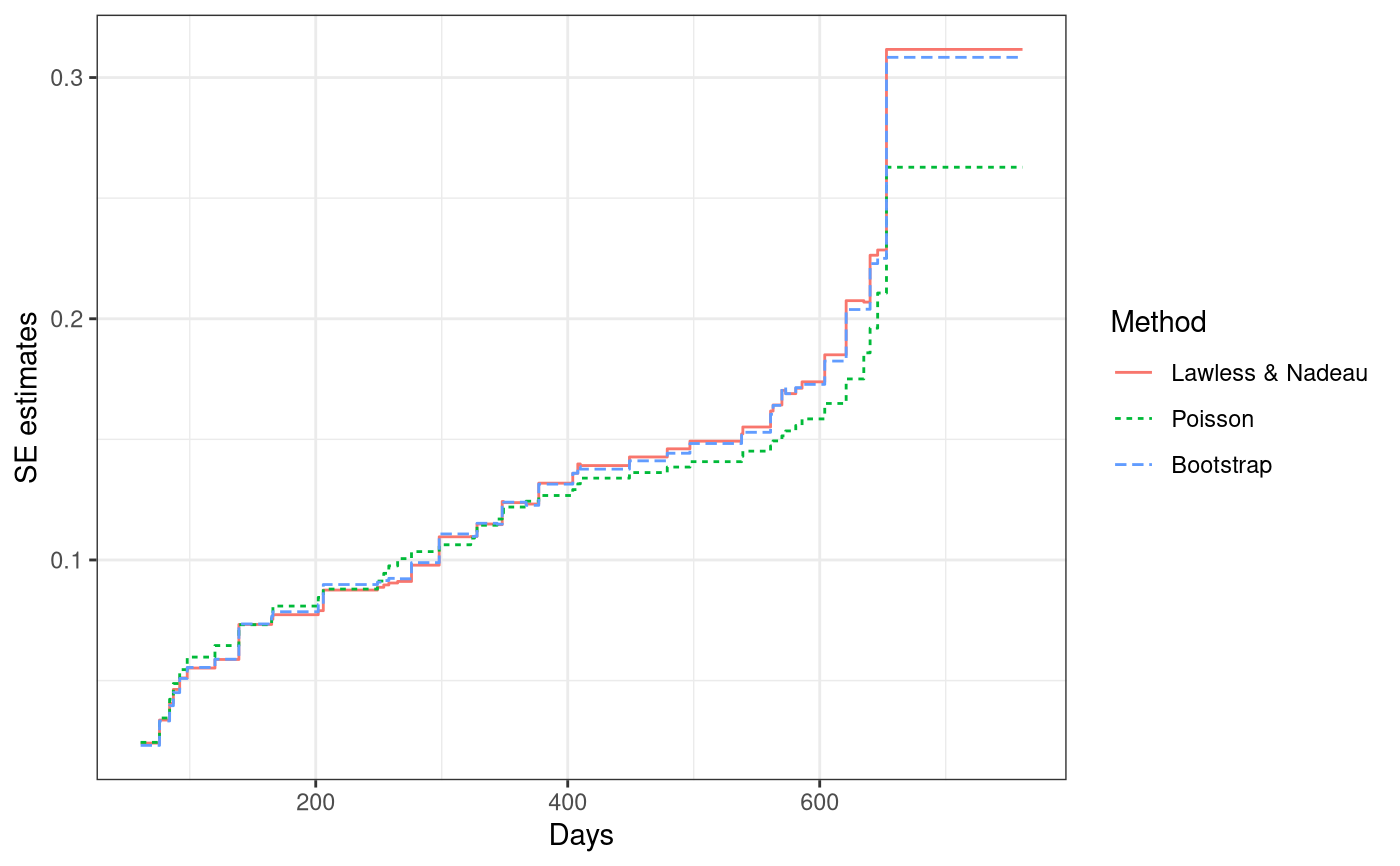 0.3
0.2
0.1
SE estimates
200
400
600
Days
Method
Lawless & Nadeau
Poisson
Bootstrap